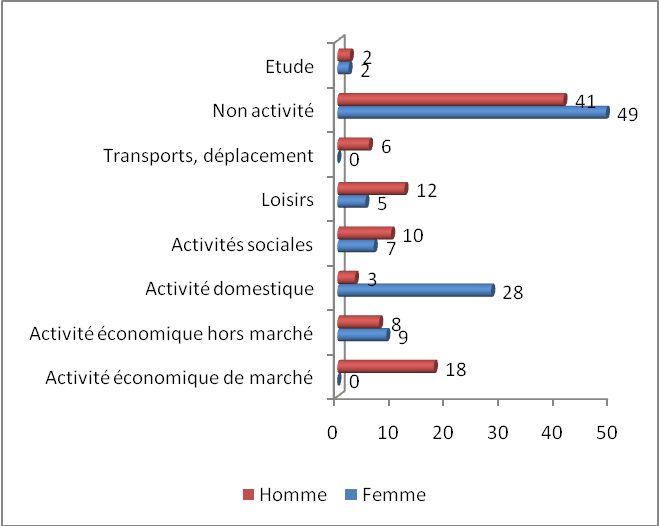 Etude
2
2
Non activité
41
49
Transports, déplacement
6
0
Loisirs
12
5
Activités sociales
10
7
Activité domestique
3
28
Activité économique hors marché
8
9
Activité économique de marché
18
0
0 10 20 30 40 50
Homme Femme